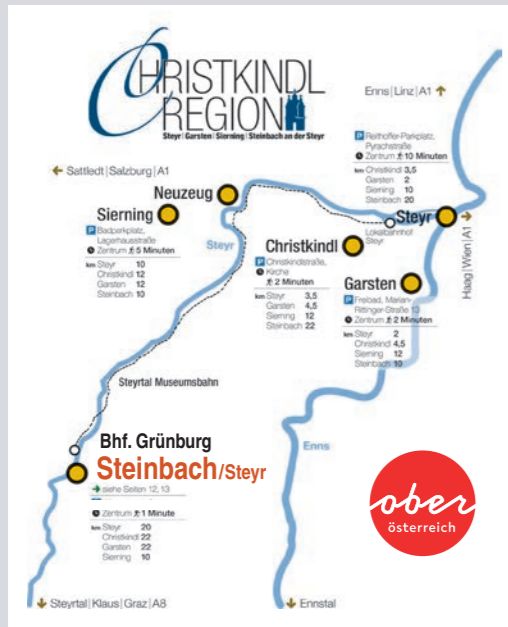 CHRISTKINDL
REGION
Steyr | Garsten | Sierning | Steinbach an der Steyr
Enns | Linz | A1
P Reithoffer-Parkplatz,
Pyrachstraße
Zentrum 10 Minuten
km Christkindl 3,5
Garsten 2
Sierning 10
Steinbach 20
Sattledt | Salzburg | A1
Neuzeug
Sierning
P Badparkplatz,
Lagerhausstraße
Zentrum 5 Minuten
km Steyr 10
Christkindl 12
Garsten 12
Steinbach 10
Steyr
Steyr
Lokalbahnhof
Steyr
Haag | Wien | A1
Christkindl
P Christkindlstraße,
Kirche
2 Minuten
km Steyr 3,5
Garsten 4,5
Sierning 12
Steinbach 22
Garsten
P Freibad, Marian-
Rittinger-Straße 13
Zentrum 2 Minuten
km Steyr 2
Christkindl 4,5
Sierning 12
Steinbach 10
Steyrtal Museumsbahn
Bhf. Grünburg
Steinbach/Steyr
siehe Seiten 12, 13
Zentrum 1 Minute
km Steyr 20
Christkindl 22
Garsten 22
Sierning 10
Enns
ober
österreich
Steyrtal | Klaus | Graz | A8
Ennstal